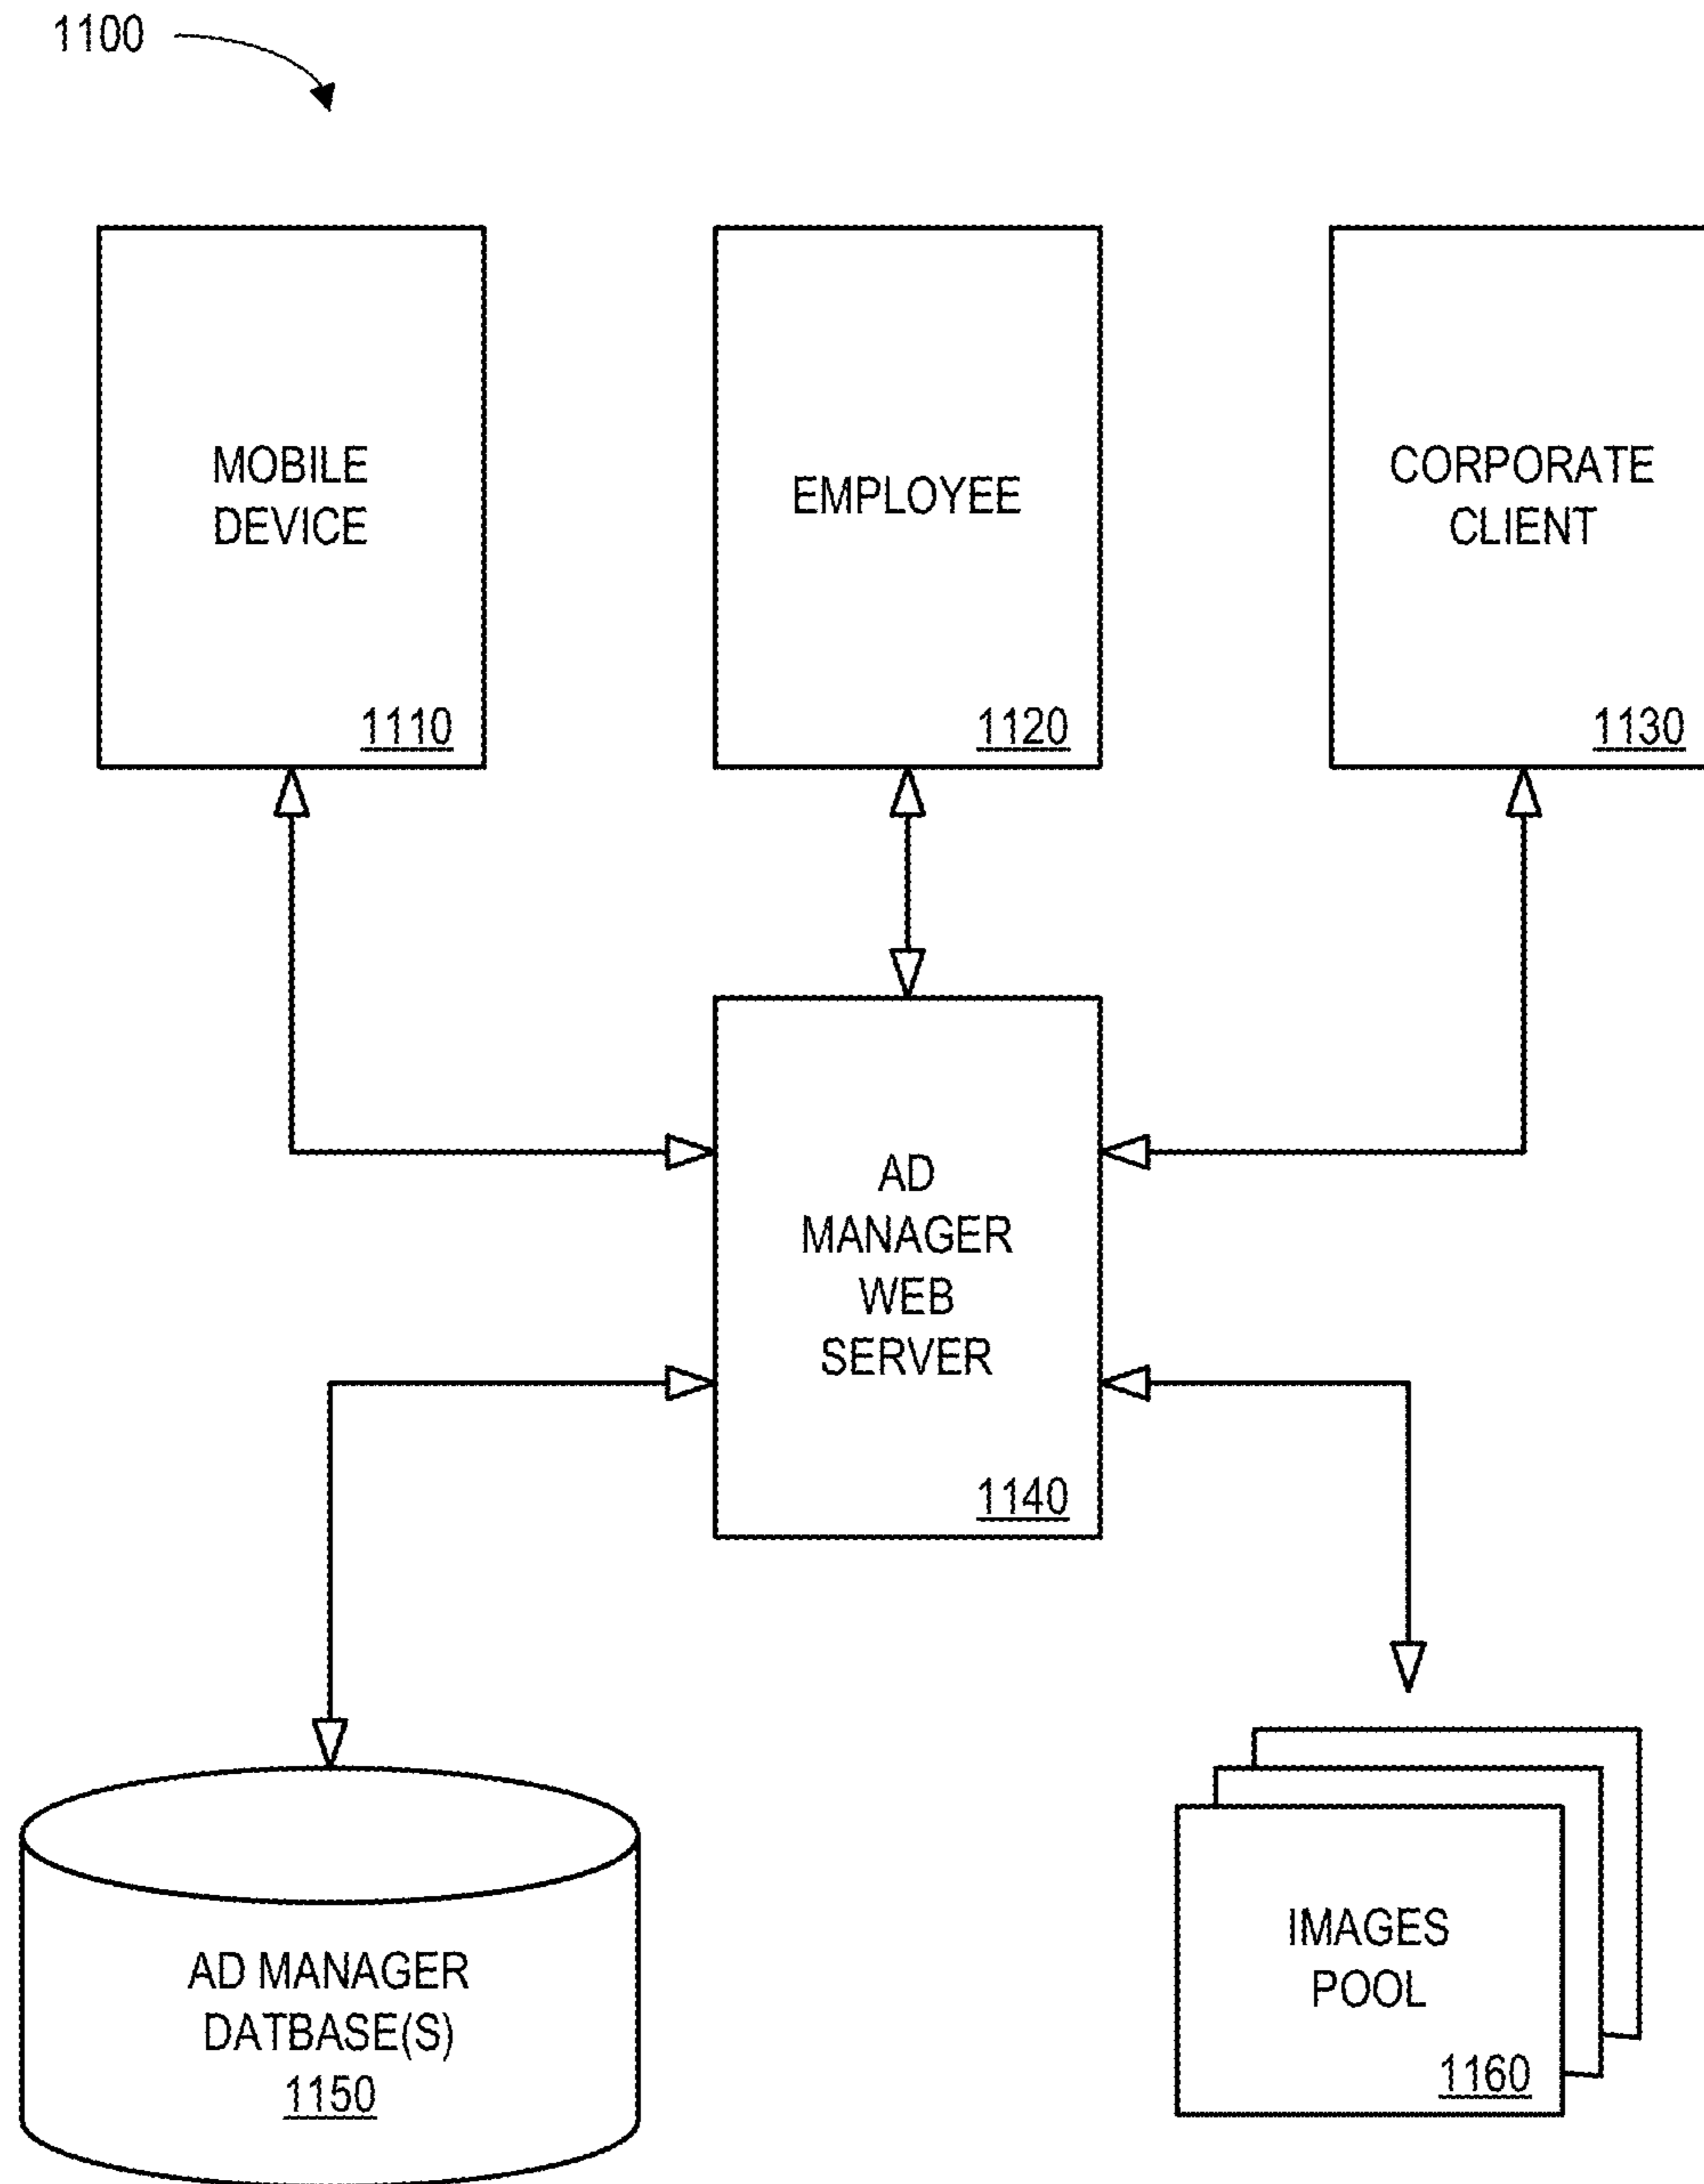 1100
MOBILE
DEVICE
1110
EMPLOYEE
1120
CORPORATE
CLIENT
1130
AD
MANAGER
WEB
SERVER
1140
AD MANAGER
DATBASE(S)
1150
IMAGES
POOL
1160